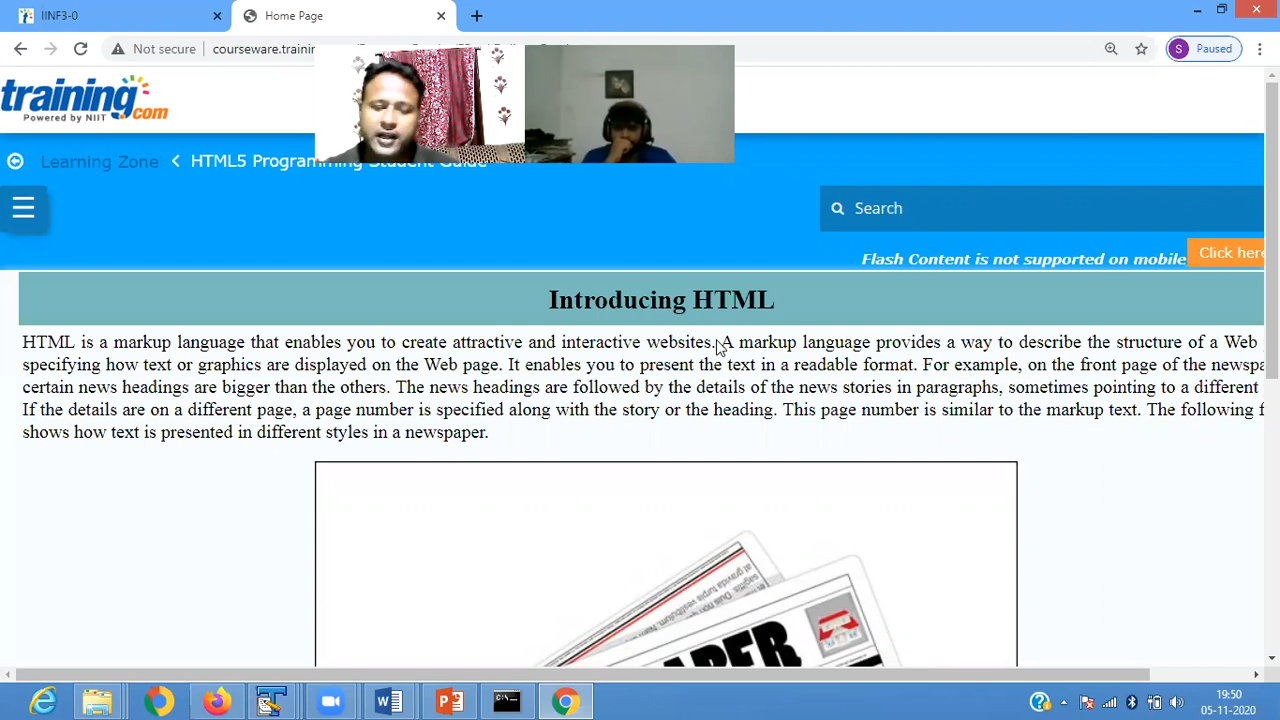 IINF3-0
Home Page
Not secure
courseware.trainin
S Paused
training.com
Powered by NIIT
Learning Zone
HTML5 Programming Student Guide
Search
Flash Content is not supported on mobile
Click here
Introducing HTML
HTML is a markup language that enables you to create attractive and interactive websites. A markup language provides a way to describe the structure of a Web
specifying how text or graphics are displayed on the Web page. It enables you to present the text in a readable format. For example, on the front page of the newspa
certain news headings are bigger than the others. The news headings are followed by the details of the news stories in paragraphs, sometimes pointing to a different
If the details are on a different page, a page number is specified along with the story or the heading. This page number is similar to the markup text. The following f
shows how text is presented in different styles in a newspaper.
at gravida
APER
19:50
05-11-2020